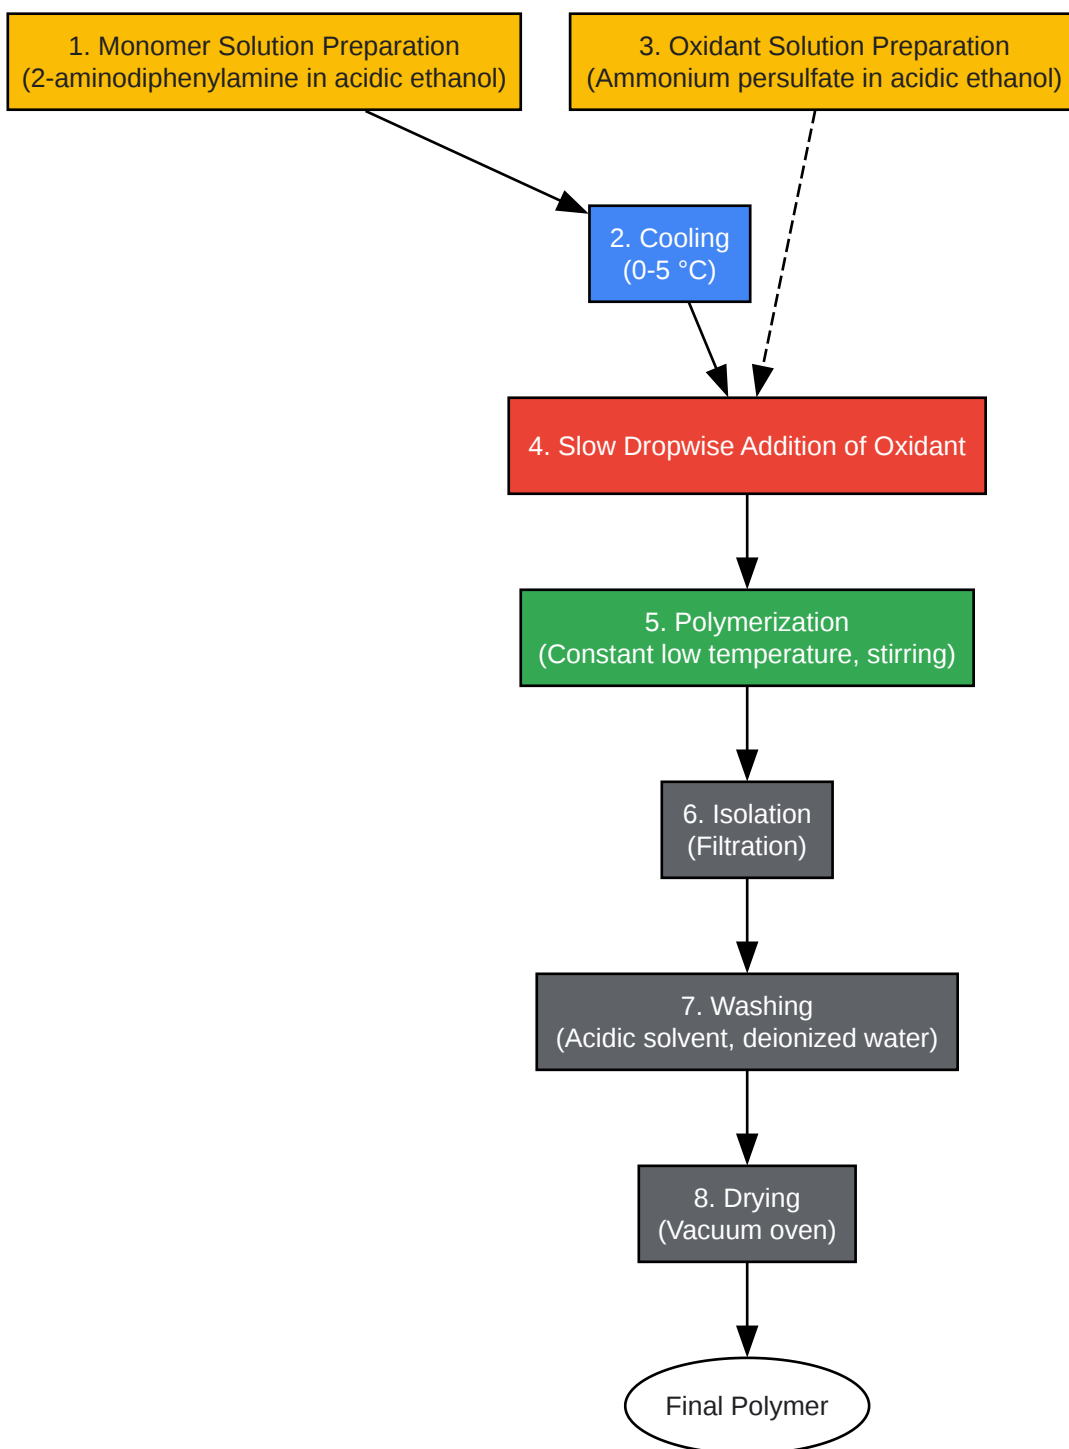 1. Monomer Solution Preparation
(2-aminodiphenylamine in acidic ethanol)
3. Oxidant Solution Preparation
(Ammonium persulfate in acidic ethanol)
2. Cooling
(0-5 °C)
4. Slow Dropwise Addition of Oxidant
5. Polymerization
(Constant low temperature, stirring)
6. Isolation
(Filtration)
7. Washing
(Acidic solvent, deionized water)
8. Drying
(Vacuum oven)
Final Polymer